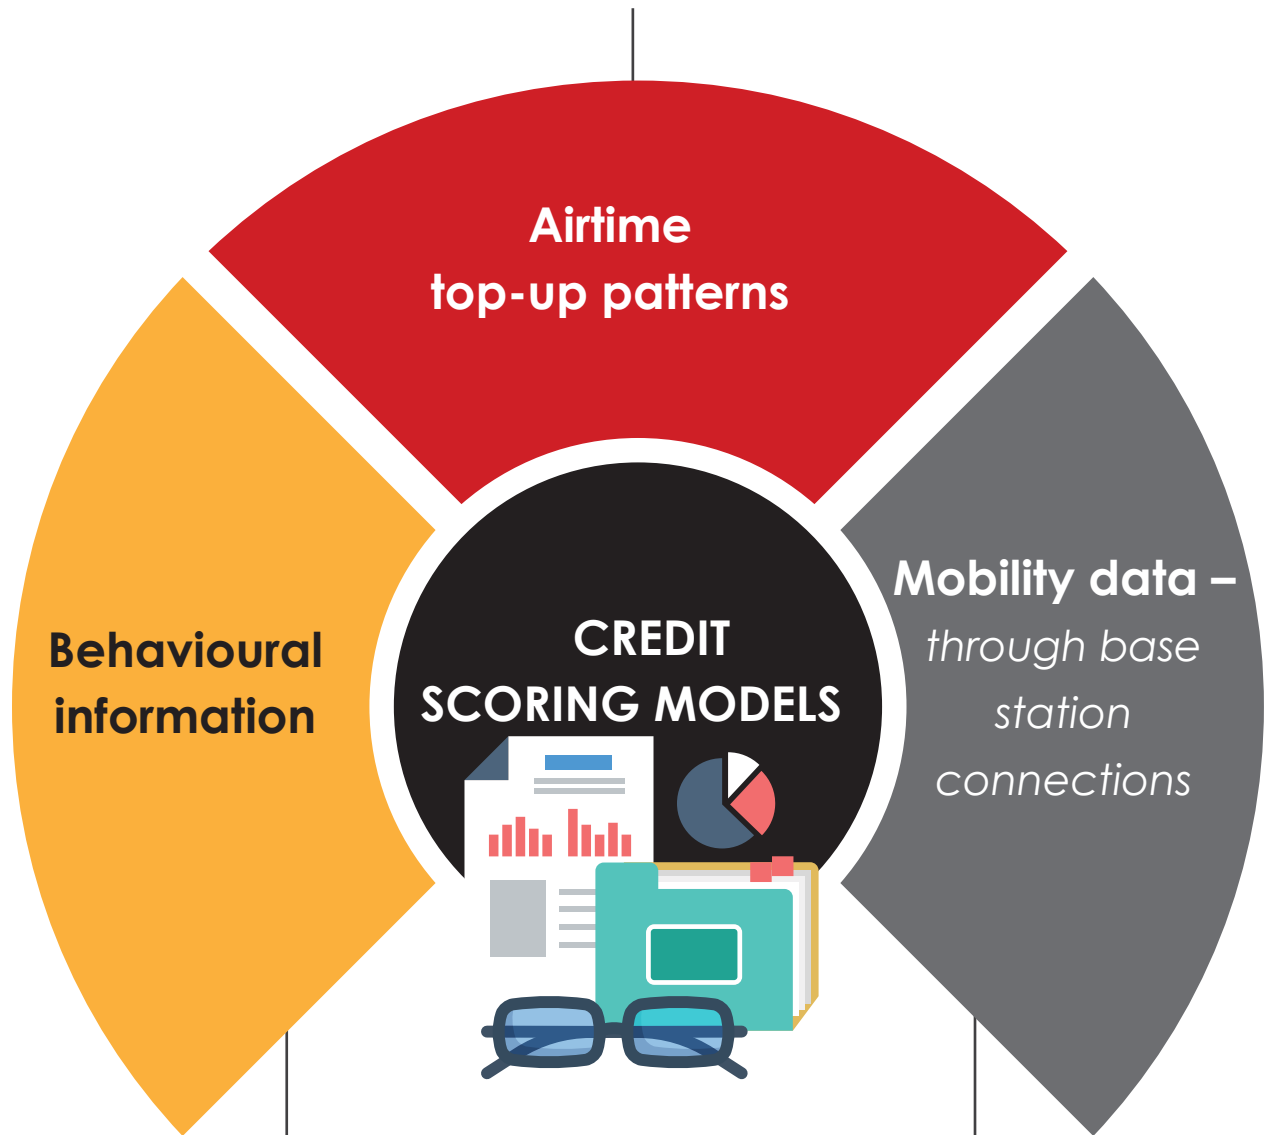 Airtime
top-up patterns
Behavioural
information
CREDIT
SCORING MODELS
Mobility data –
through base
station
connections